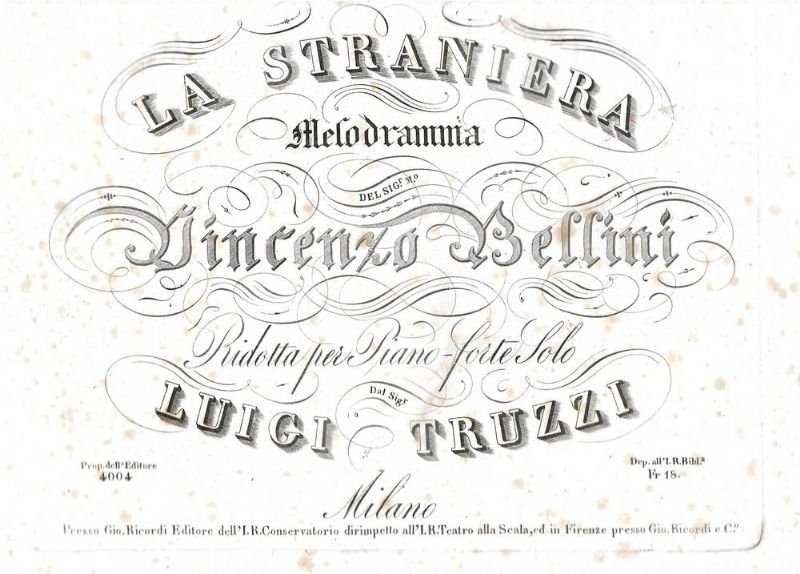 LA STRANIERA
Melodramma
DEL SIG.r M.o
Vincenzo Bellini
Ridotta per Piano-forte Solo
Dal Sig.r
LUIGI TRUZZI
Prop. dell'Editore
4004
Dep. all'I.R.Bibl.a
Fr 18.
Milano
Presso Gio. Ricordi Editore dell'I.R.Conservatorio dirimpetto all'I.R.Teatro alla Scala, ed in Firenze presso Gio. Ricordi e C.o